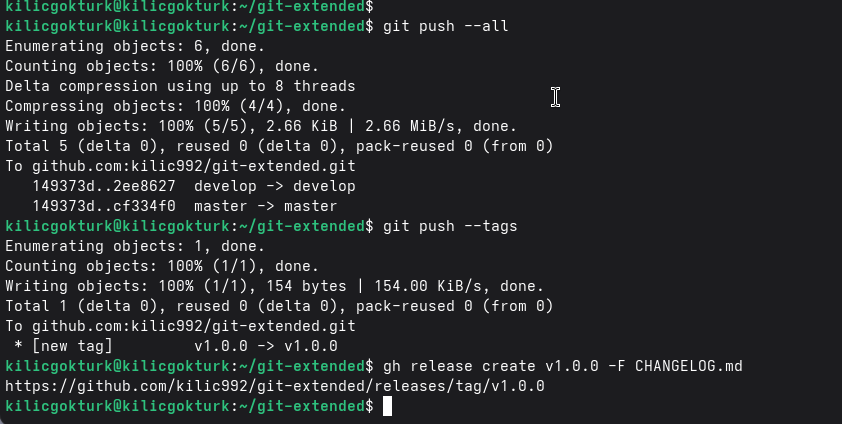 kilicgokturk@kilicgokturk:~/git-extended$
kilicgokturk@kilicgokturk:~/git-extended$ git push --all
Enumerating objects: 6, done.
Counting objects: 100% (6/6), done.
Delta compression using up to 8 threads
Compressing objects: 100% (4/4), done.
Writing objects: 100% (5/5), 2.66 KiB | 2.66 MiB/s, done.
Total 5 (delta 0), reused 0 (delta 0), pack-reused 0 (from 0)
To github.com:kilic992/git-extended.git
   149373d..2ee8627  develop -> develop
   149373d..cf334f0  master -> master
kilicgokturk@kilicgokturk:~/git-extended$ git push --tags
Enumerating objects: 1, done.
Counting objects: 100% (1/1), done.
Writing objects: 100% (1/1), 154 bytes | 154.00 KiB/s, done.
Total 1 (delta 0), reused 0 (delta 0), pack-reused 0 (from 0)
To github.com:kilic992/git-extended.git
 * [new tag]         v1.0.0 -> v1.0.0
kilicgokturk@kilicgokturk:~/git-extended$ gh release create v1.0.0 -F CHANGELOG.md
https://github.com/kilic992/git-extended/releases/tag/v1.0.0
kilicgokturk@kilicgokturk:~/git-extended$